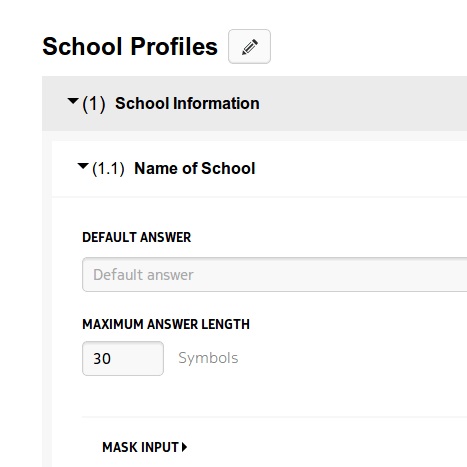 School Profiles
(1) School Information
(1.1) Name of School
DEFAULT ANSWER
Default answer
MAXIMUM ANSWER LENGTH
30 Symbols
MASK INPUT